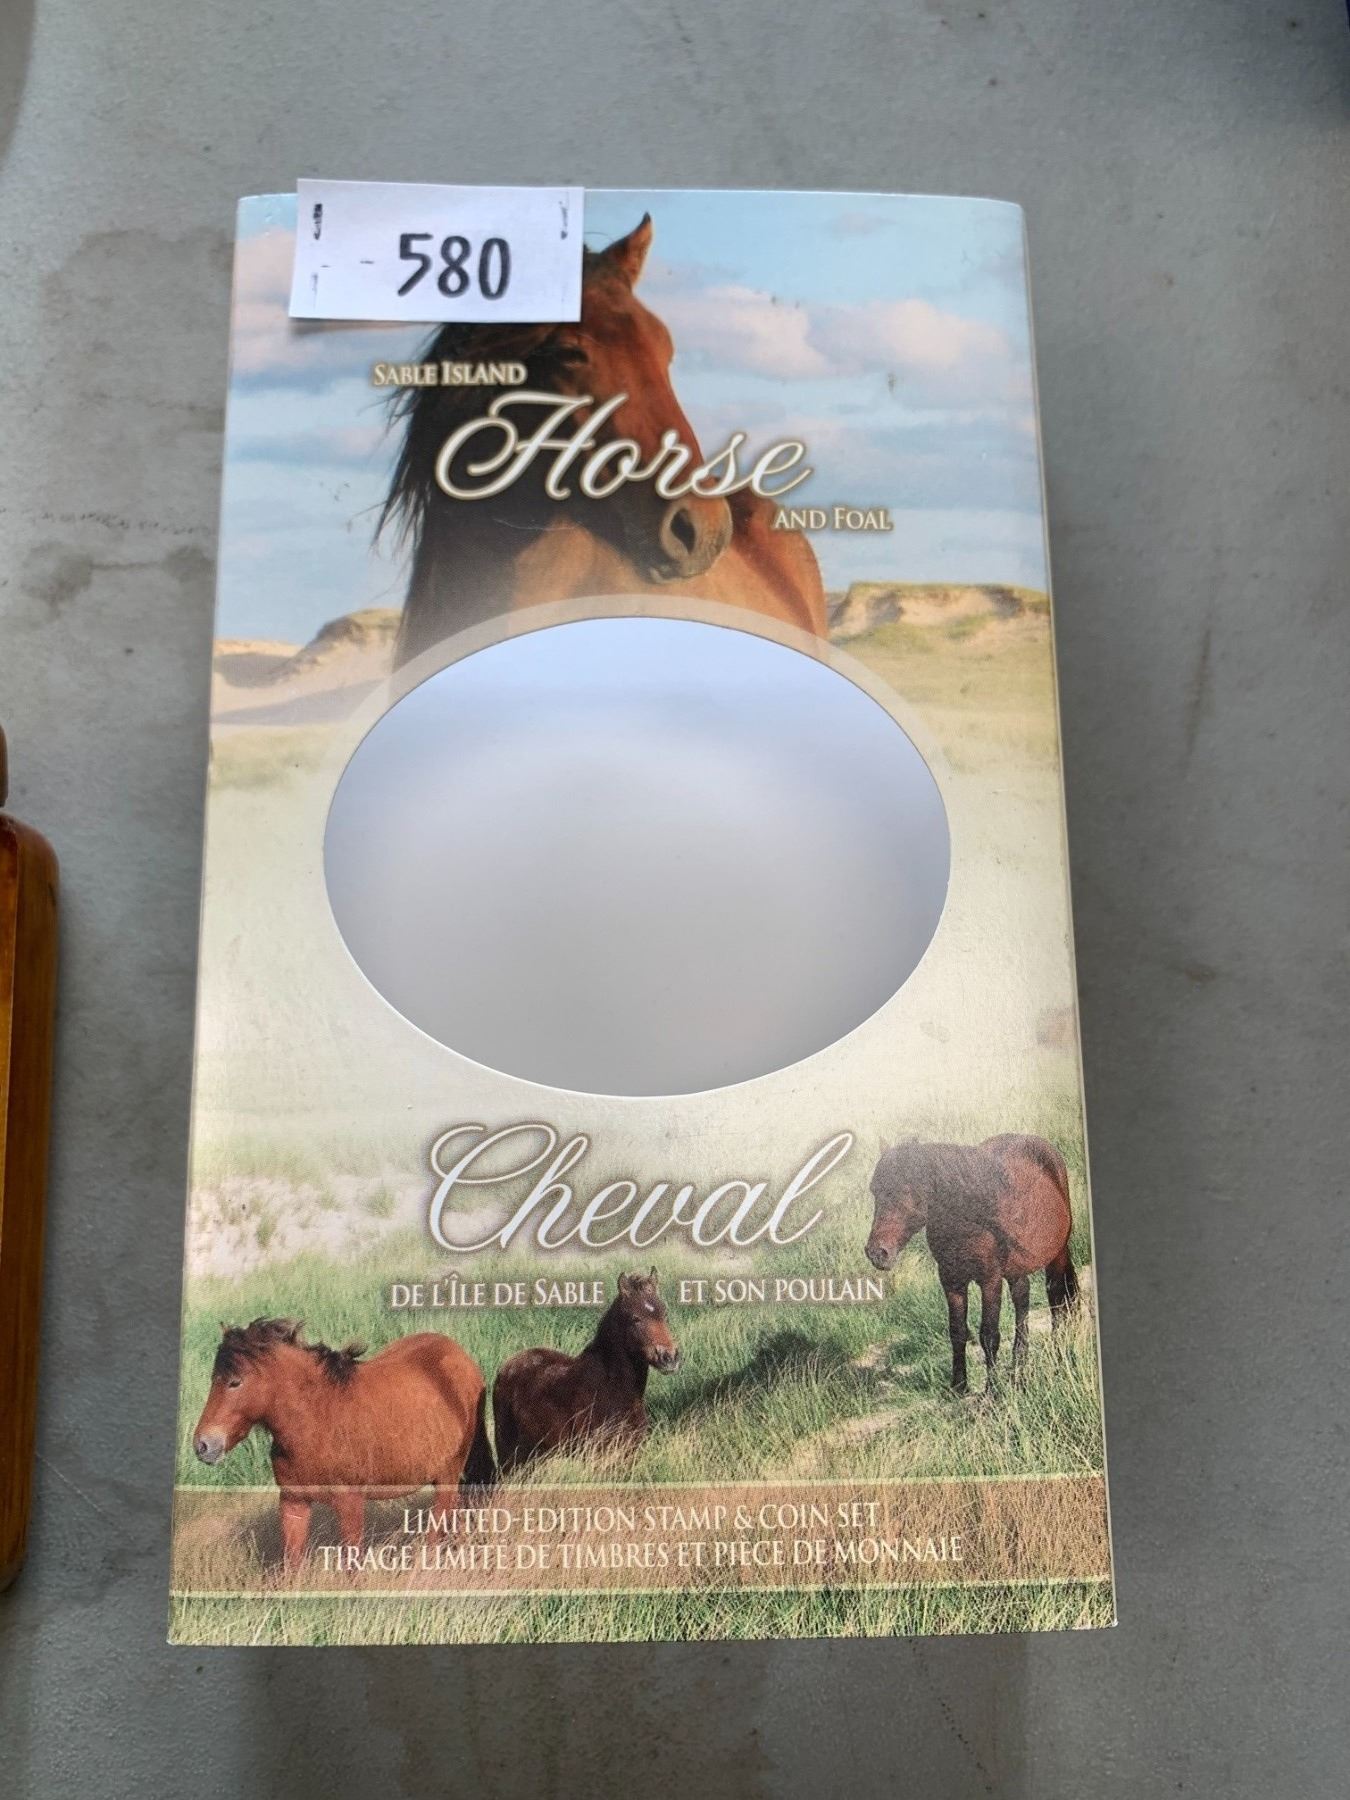 580
SABLE ISLAND
Horse
AND FOAL
Cheval
DE L'ÎLE DE SABLE ET SON POULAIN
LIMITED-EDITION STAMP & COIN SET
TIRAGE LIMITÉ DE TIMBRES ET PIÈCE DE MONNAIE